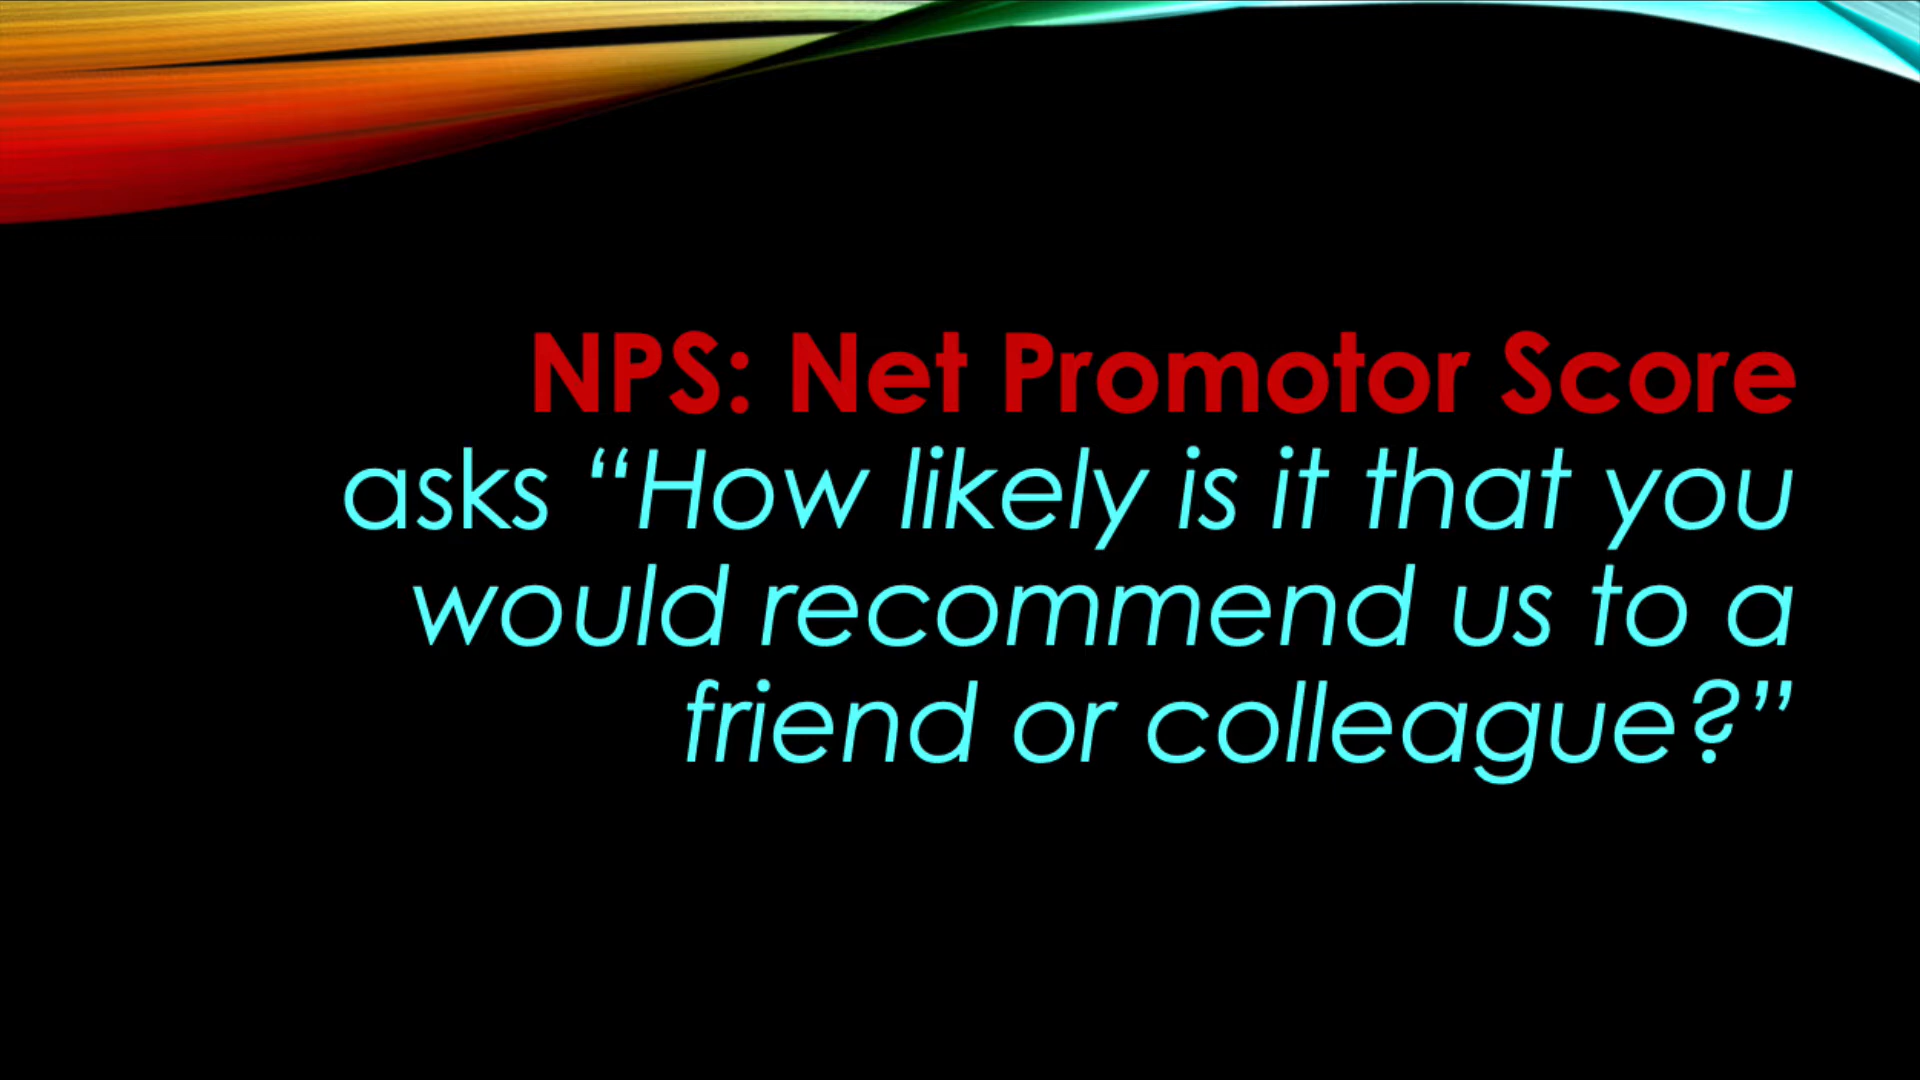 NPS: Net Promotor Score
asks “How likely is it that you
would recommend us to a
friend or colleague?”